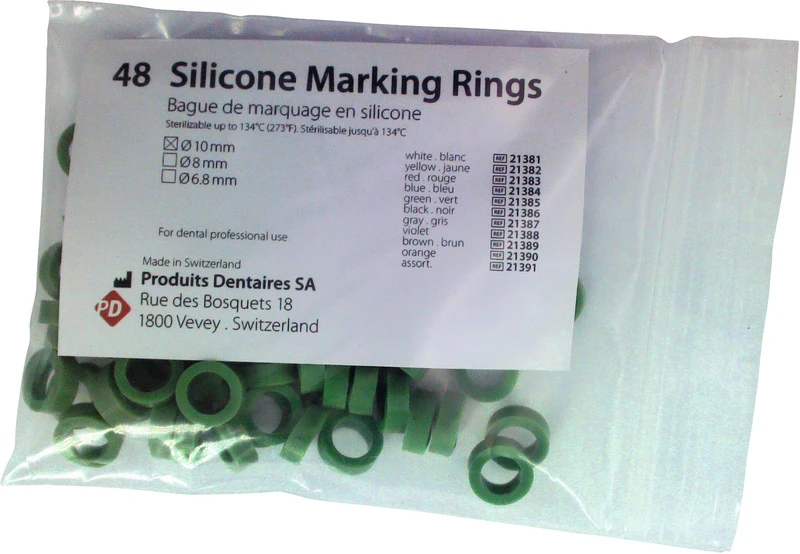 48 Silicone Marking Rings
Bague de marquage en silicone
Sterilizable up to 134°C (273°F). Stérilisable jusqu'à 134°C
Ø 10 mm
Ø 8 mm
Ø 6.8 mm
white . blanc REF 21381
yellow . jaune REF 21382
red . rouge REF 21383
blue . bleu REF 21384
green . vert REF 21385
black . noir REF 21386
gray . gris REF 21387
violet REF 21388
brown . brun REF 21389
orange REF 21390
assort. REF 21391
For dental professional use
Made in Switzerland
Produits Dentaires SA
PD
Rue des Bosquets 18
1800 Vevey . Switzerland